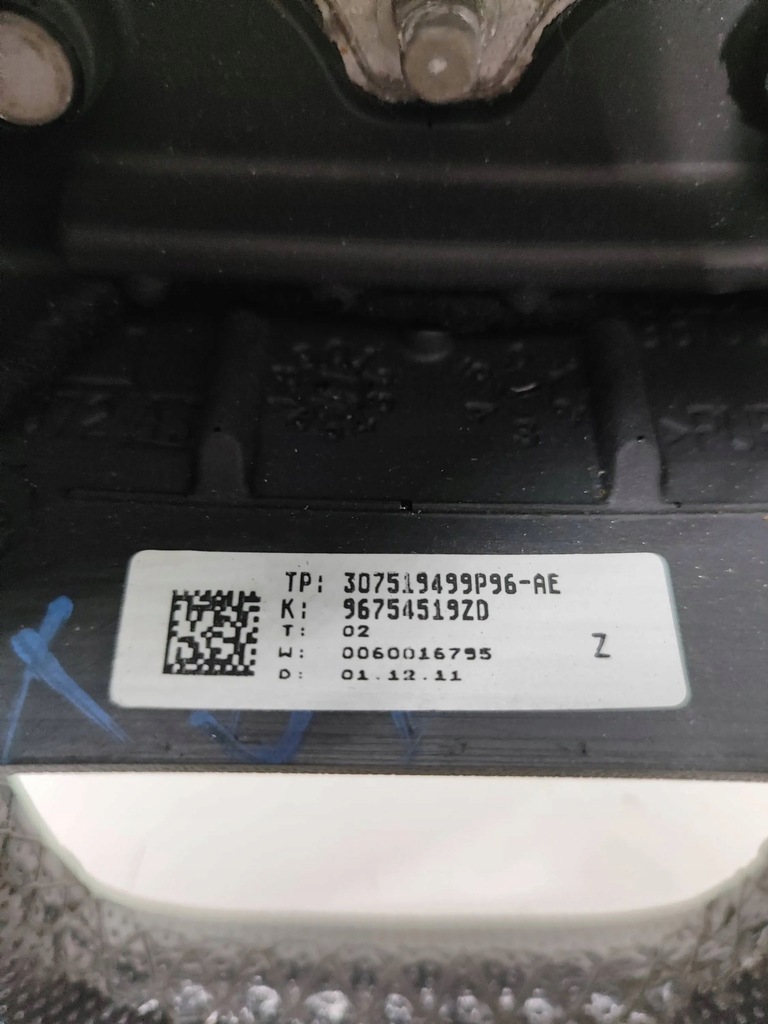 TP: 307519499P96-AE
K: 96754519ZD
T: 02
W: 0060016795
Z
D: 01.12.11